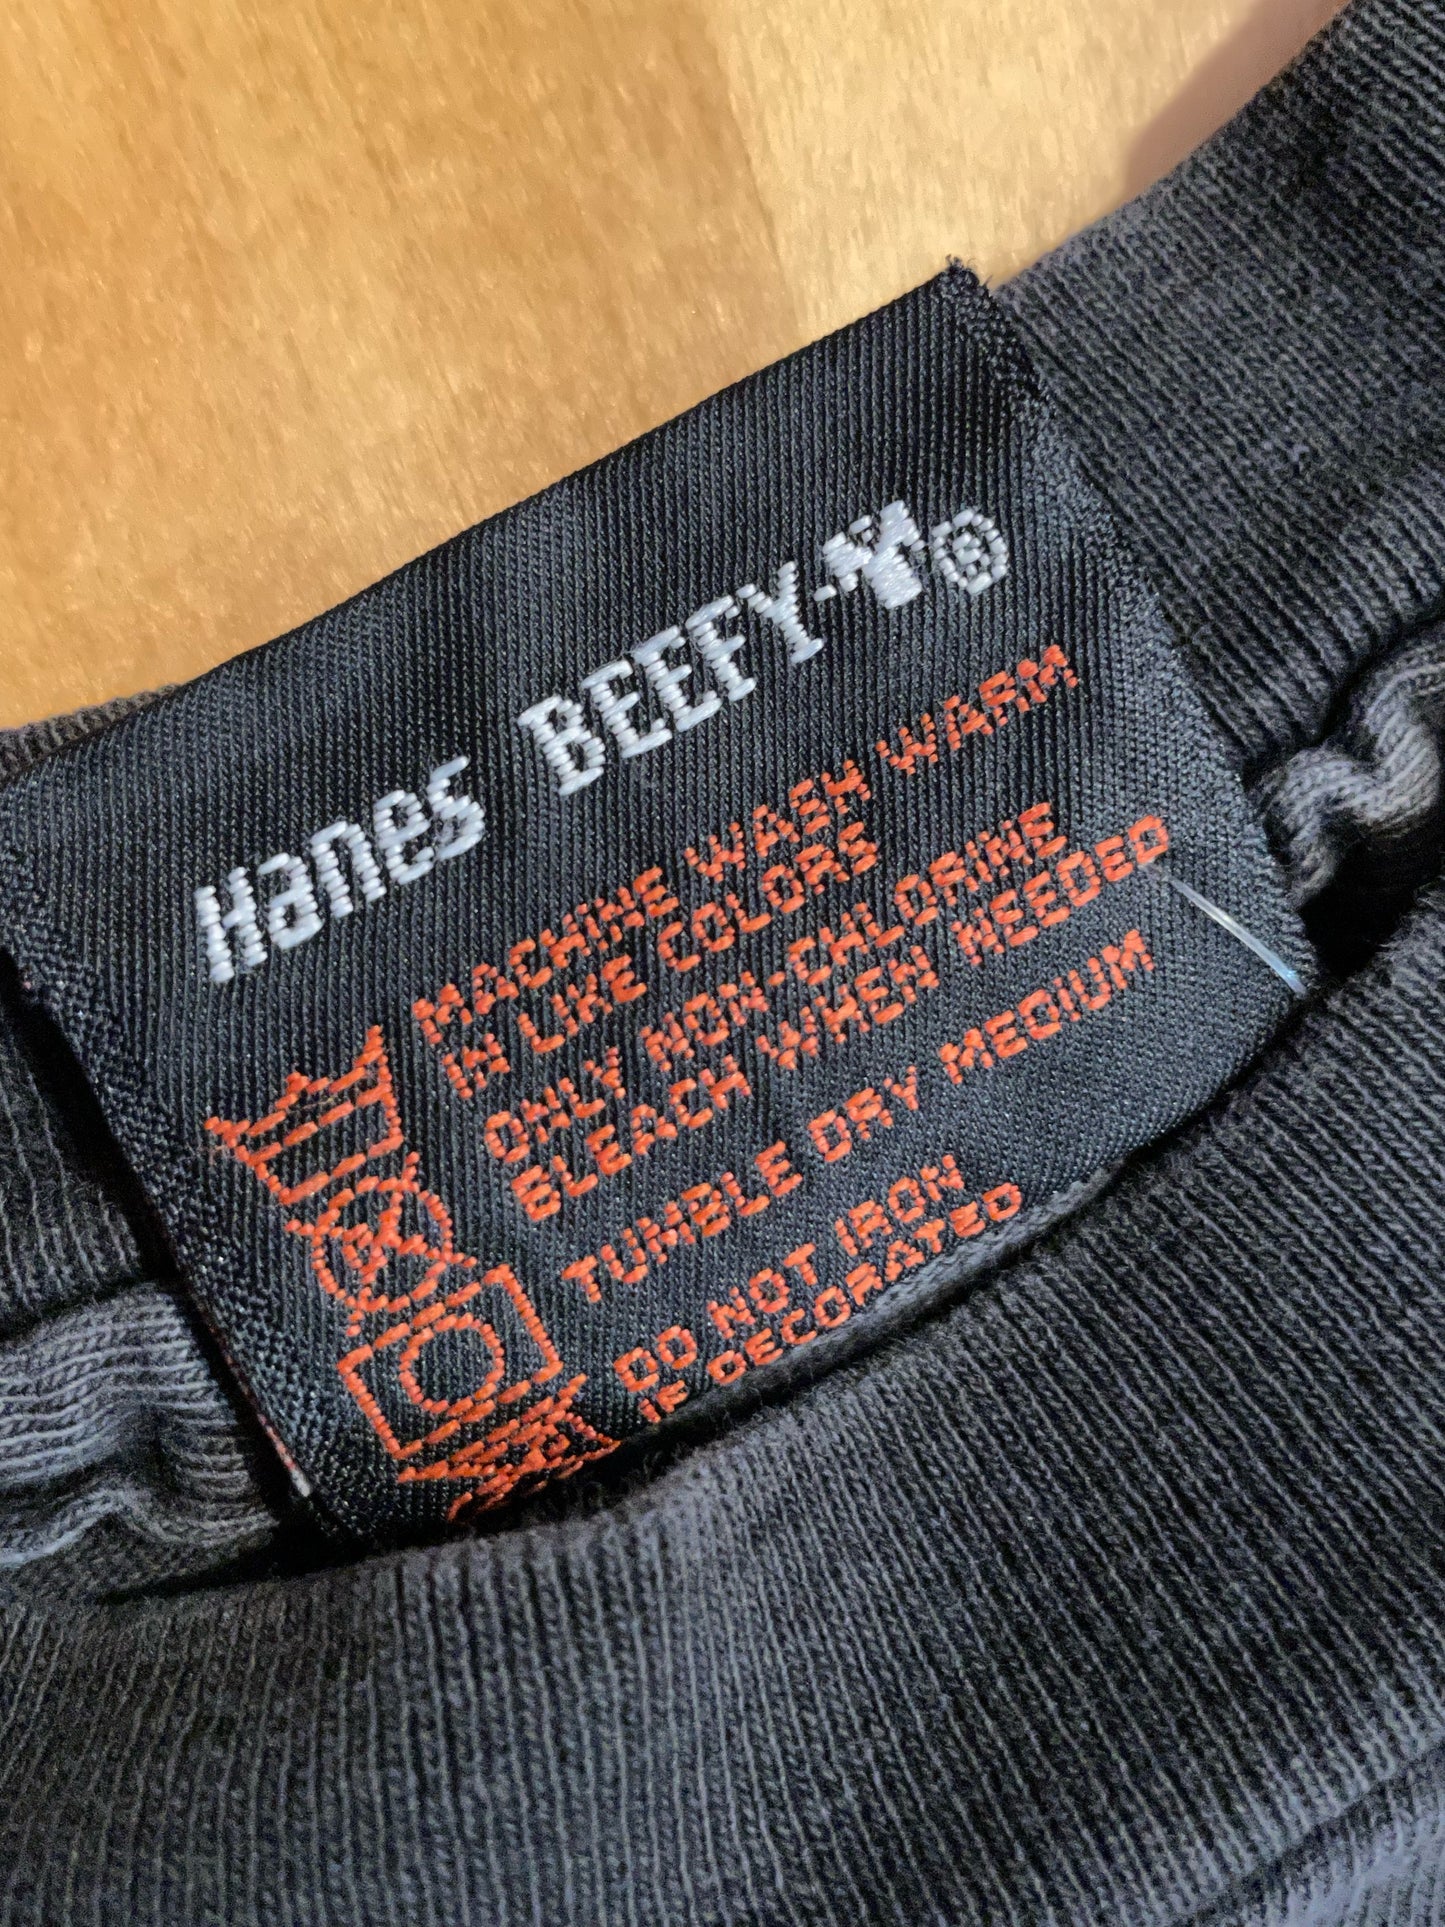 Hanes BEEFY-T®
MACHINE WASH WARM
IN LIKE COLORS
ONLY NON-CHLORINE
BLEACH WHEN NEEDED
TUMBLE DRY MEDIUM
DO NOT IRON
IF DECORATED